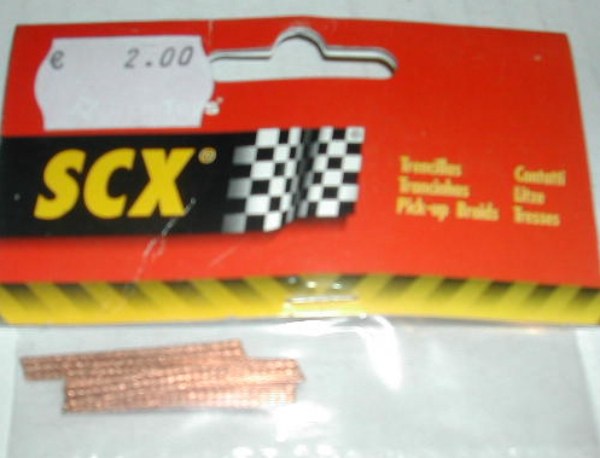 € 2.00
SCX®
Trencillas
Trancinhas
Pick-up Braids
Contatti
Litze
Tresses